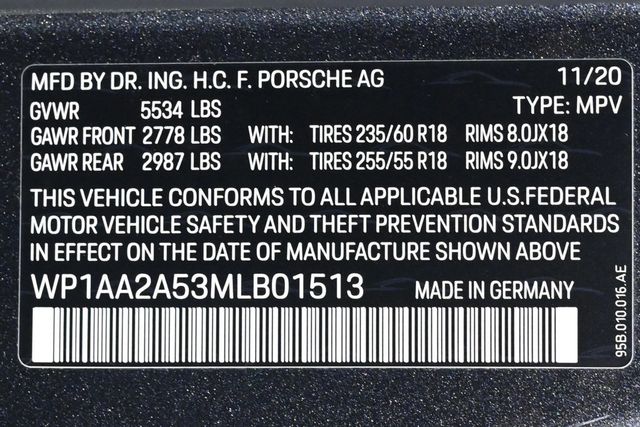 MFD BY DR. ING. H.C. F. PORSCHE AG 11/20
GVWR 5534 LBS TYPE: MPV
GAWR FRONT 2778 LBS WITH: TIRES 235/60 R18 RIMS 8.0JX18
GAWR REAR 2987 LBS WITH: TIRES 255/55 R18 RIMS 9.0JX18
THIS VEHICLE CONFORMS TO ALL APPLICABLE U.S.FEDERAL
MOTOR VEHICLE SAFETY AND THEFT PREVENTION STANDARDS
IN EFFECT ON THE DATE OF MANUFACTURE SHOWN ABOVE
WP1AA2A53MLB01513 MADE IN GERMANY
95B.010.016.AE